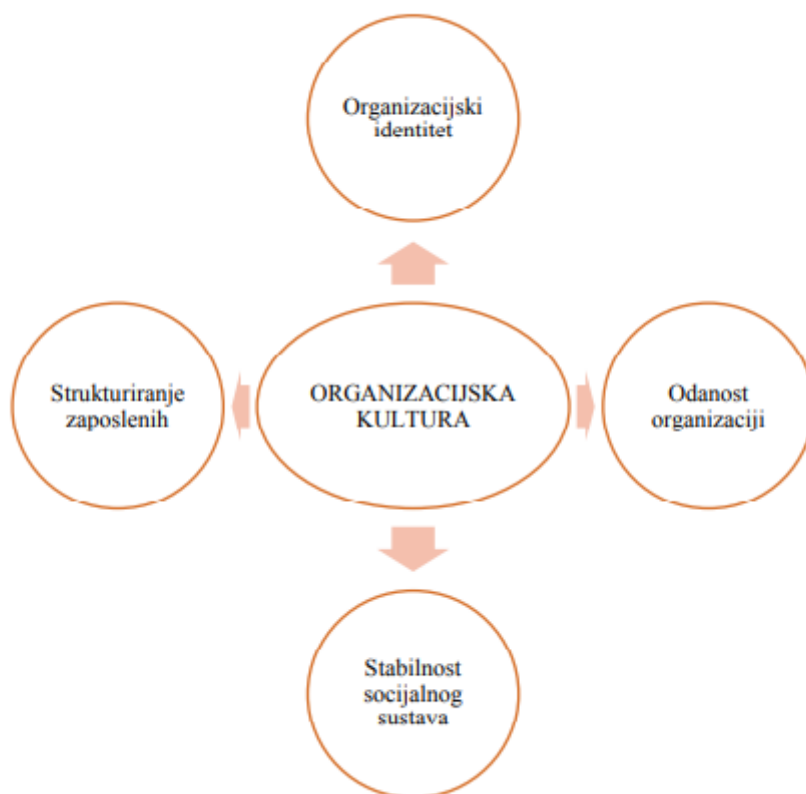 Organizacijski
identitet
Strukturiranje
zaposlenih
ORGANIZACIJSKA
KULTURA
Odanost
organizaciji
Stabilnost
socijalnog
sustava